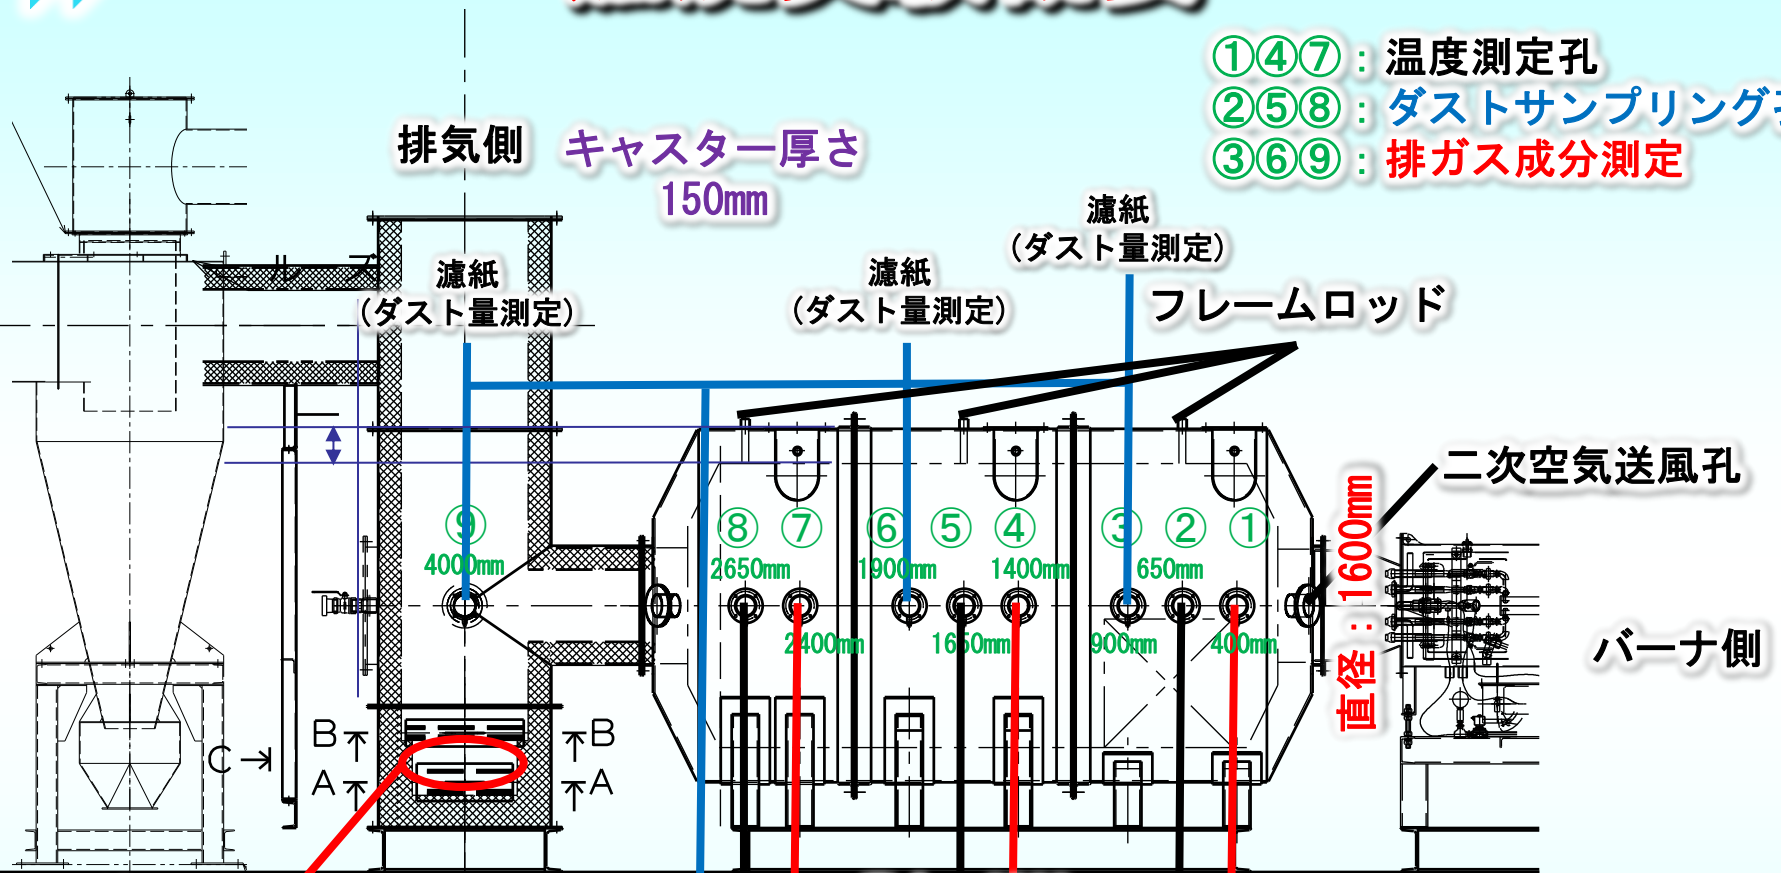 ①④⑦：温度測定孔
②⑤⑧：ダストサンプリング
③⑥⑨：排ガス成分測定
排気側
キャスター厚さ
150mm
濾紙
(ダスト量測定)
濾紙
(ダスト量測定)
濾紙
(ダスト量測定)
フレームロッド
二次空気送風孔
直径：1600mm
バーナ側
⑨
4000mm
⑧
⑦
⑥
⑤
④
③
②
①
2650mm
1900mm
1400mm
650mm
2400mm
1650mm
900mm
400mm
B
B
C
A
A